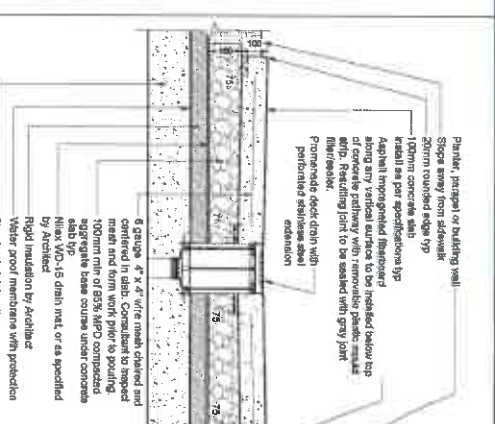 Planter, parapet or building wall
Slope away from sidewalk
20mm rounded edge typ
100mm concrete slab
install as per specifications typ
Asphalt impregnated fiberboard
along any vertical surface to be installed below top
of concrete pathway with removable plastic
strip. Resulting joint to be sealed with gray joint
filler/sealer.
Promenade deck drain with
perforated stainless steel
extension
6 gauge 4" x 4" wire mesh chaired and
centered in slab. Consultant to inspect
mesh and form work prior to pouring.
100mm min of 95% MPD compacted
aggregate base course under concrete
slab typ
Nilex WD-15 drain mat, or as specified
by Architect
Rigid insulation by Architect
Water proof membrane with protection
100
75
75
75